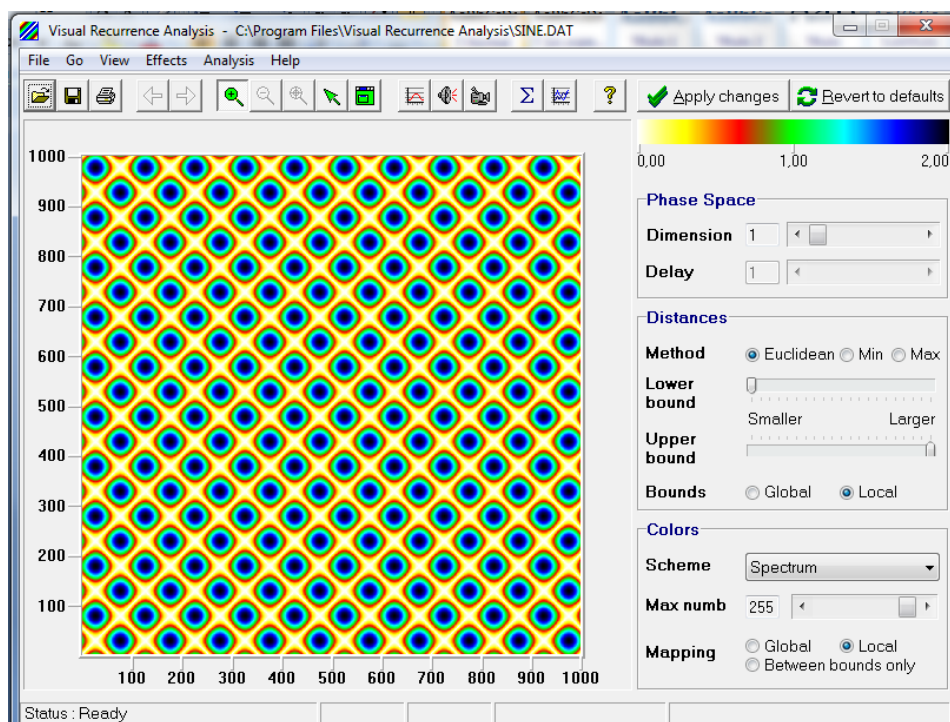 Visual Recurrence Analysis - C:\Program Files\Visual Recurrence Analysis\SINE.DAT
File Go View Effects Analysis Help
Σ ? Apply changes Revert to defaults
0,00 1,00 2,00
1000
900
800
700
600
500
400
300
200
100
100 200 300 400 500 600 700 800 900 1000
Phase Space
Dimension 1
Delay 1
Distances
Method Euclidean Min Max
Lower bound
Smaller Larger
Upper bound
Bounds Global Local
Colors
Scheme Spectrum
Max numb 255
Mapping Global Local
Between bounds only
Status : Ready